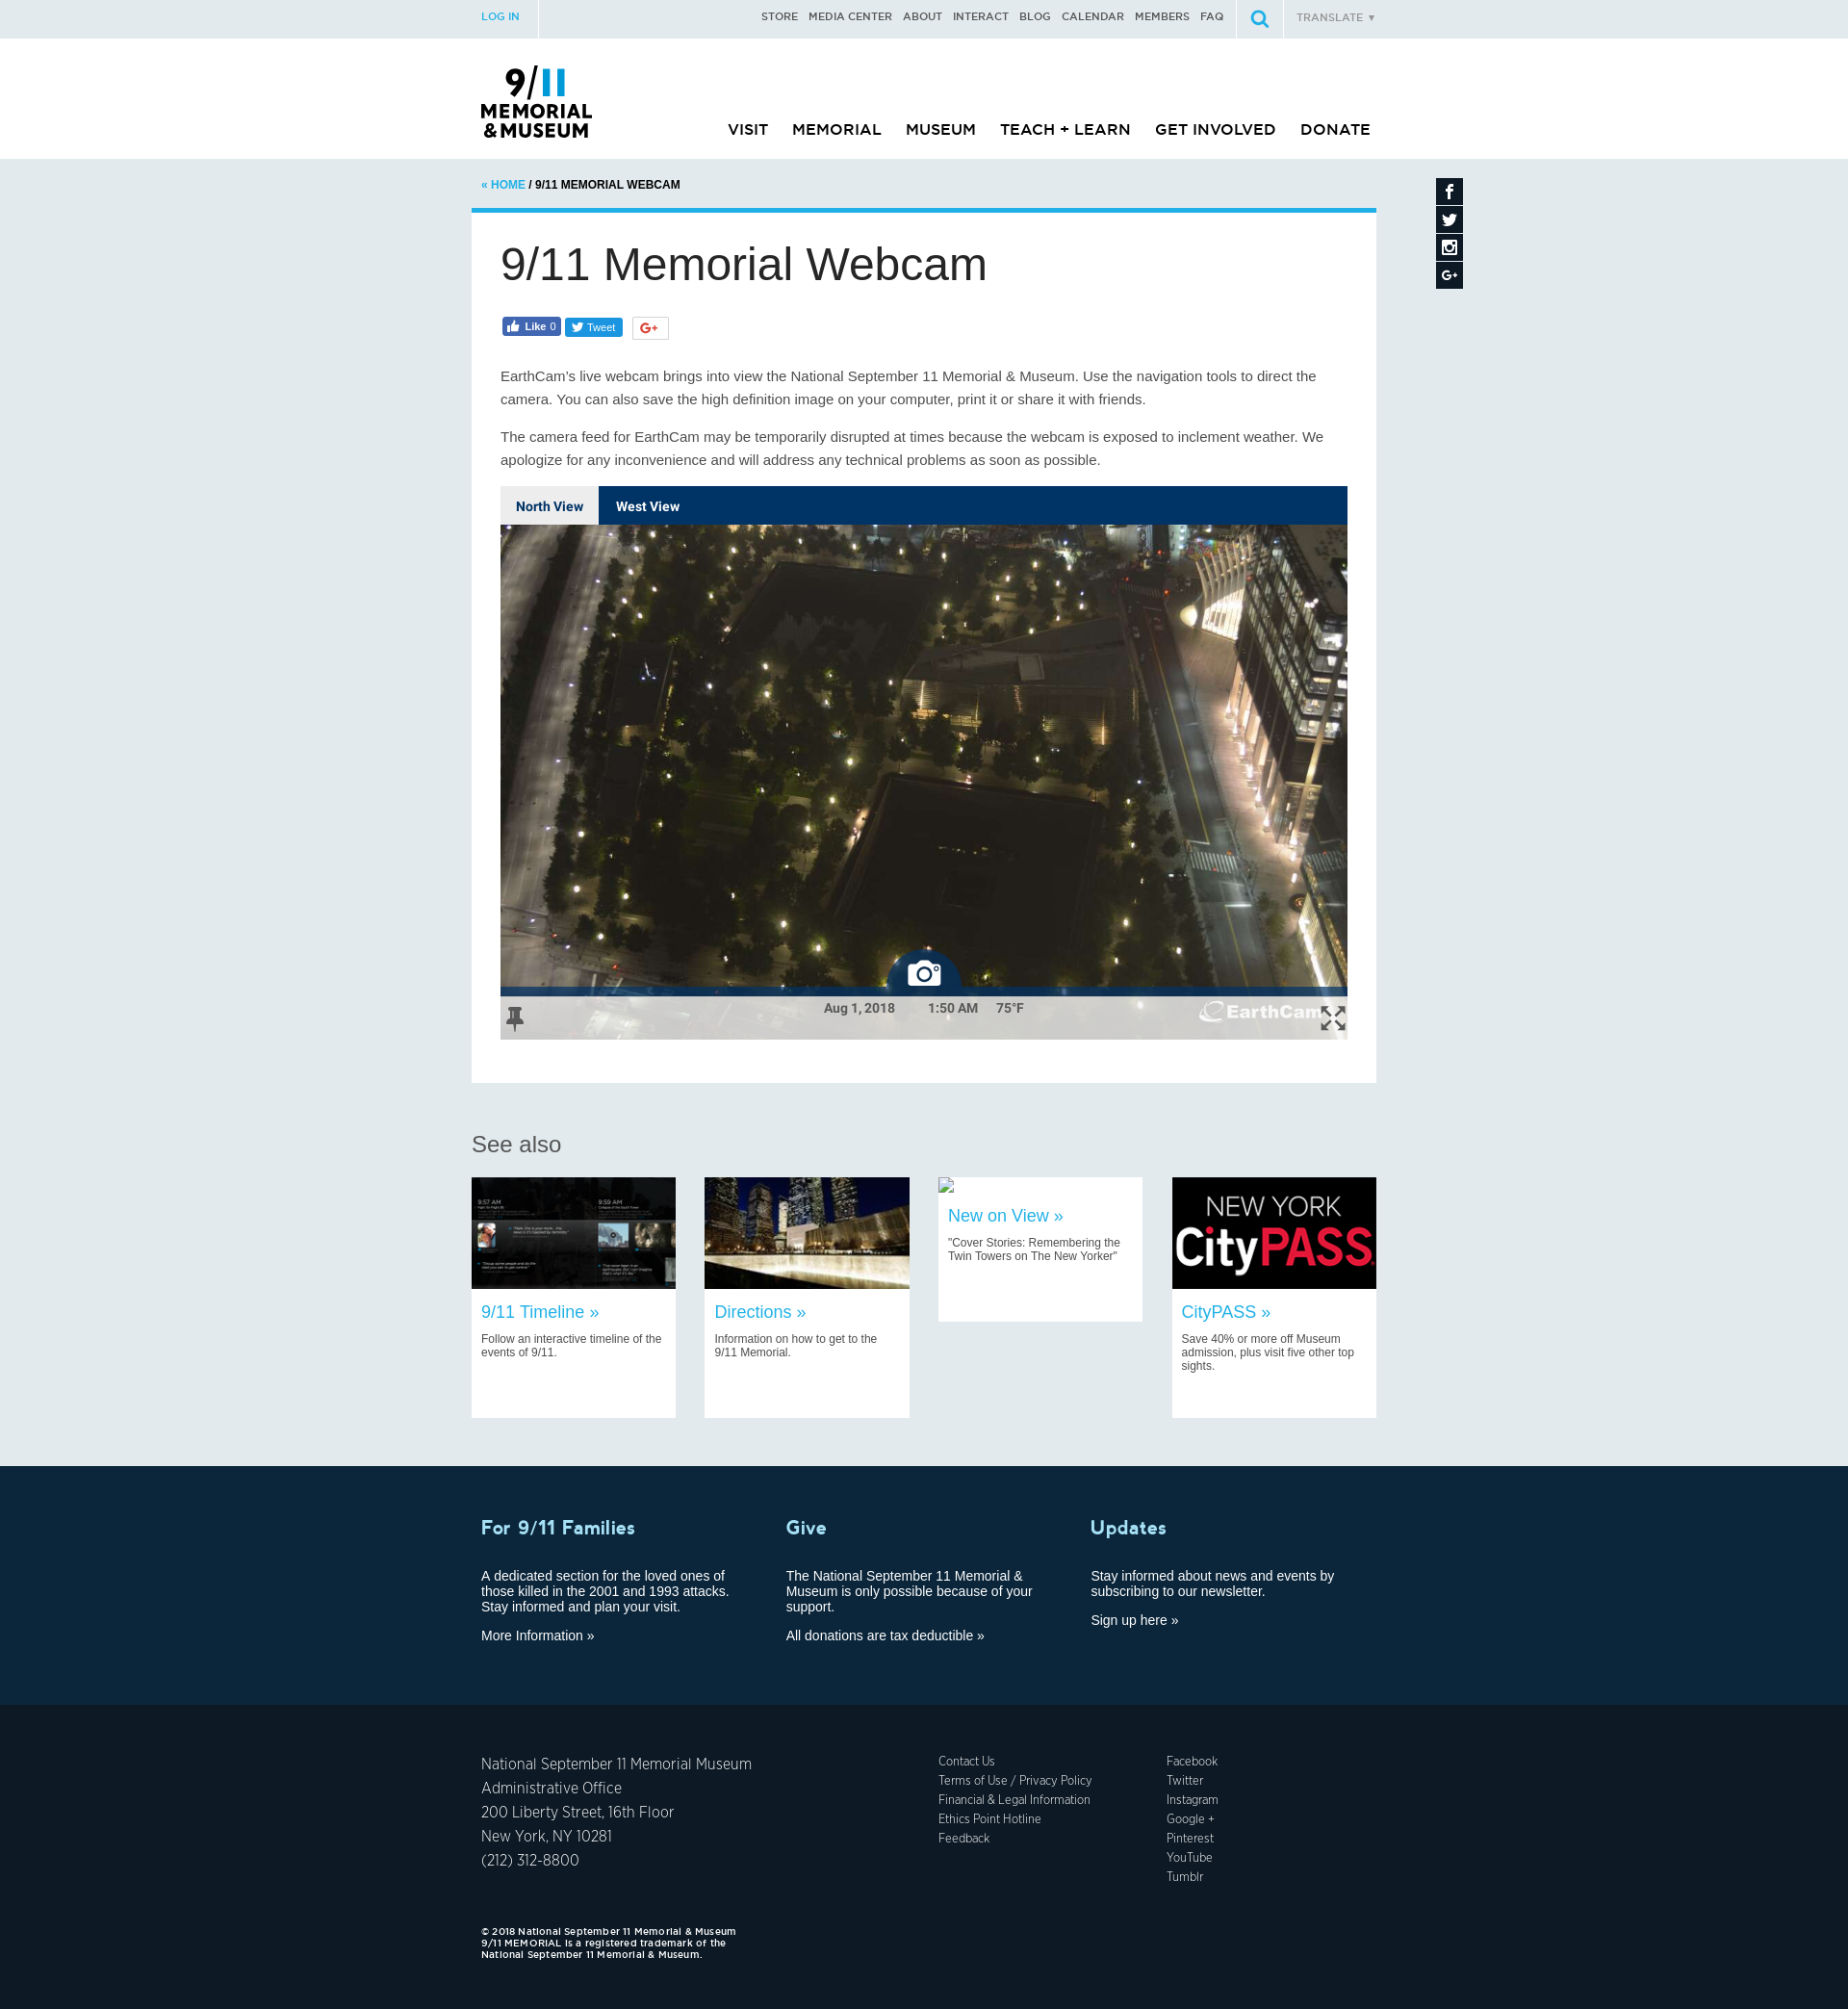 LOG IN
STORE MEDIA CENTER ABOUT INTERACT BLOG CALENDAR MEMBERS FAQ
TRANSLATE ▼
9/11
MEMORIAL
&MUSEUM
VISIT MEMORIAL MUSEUM TEACH + LEARN GET INVOLVED DONATE
« HOME / 9/11 MEMORIAL WEBCAM
9/11 Memorial Webcam
Like 0
Tweet
G+
EarthCam's live webcam brings into view the National September 11 Memorial & Museum. Use the navigation tools to direct the
camera. You can also save the high definition image on your computer, print it or share it with friends.
The camera feed for EarthCam may be temporarily disrupted at times because the webcam is exposed to inclement weather. We
apologize for any inconvenience and will address any technical problems as soon as possible.
North View West View
Aug 1, 2018 1:50 AM 75°F
EarthCam
See also
9:57 AM
9:59 AM
NEW YORK
CityPASS
9/11 Timeline »
Follow an interactive timeline of the
events of 9/11.
Directions »
Information on how to get to the
9/11 Memorial.
New on View »
"Cover Stories: Remembering the
Twin Towers on The New Yorker"
CityPASS »
Save 40% or more off Museum
admission, plus visit five other top
sights.
For 9/11 Families
A dedicated section for the loved ones of
those killed in the 2001 and 1993 attacks.
Stay informed and plan your visit.
More Information »
Give
The National September 11 Memorial &
Museum is only possible because of your
support.
All donations are tax deductible »
Updates
Stay informed about news and events by
subscribing to our newsletter.
Sign up here »
National September 11 Memorial Museum
Administrative Office
200 Liberty Street, 16th Floor
New York, NY 10281
(212) 312-8800
Contact Us
Terms of Use / Privacy Policy
Financial & Legal Information
Ethics Point Hotline
Feedback
Facebook
Twitter
Instagram
Google +
Pinterest
YouTube
Tumblr
© 2018 National September 11 Memorial & Museum
9/11 MEMORIAL is a registered trademark of the
National September 11 Memorial & Museum.